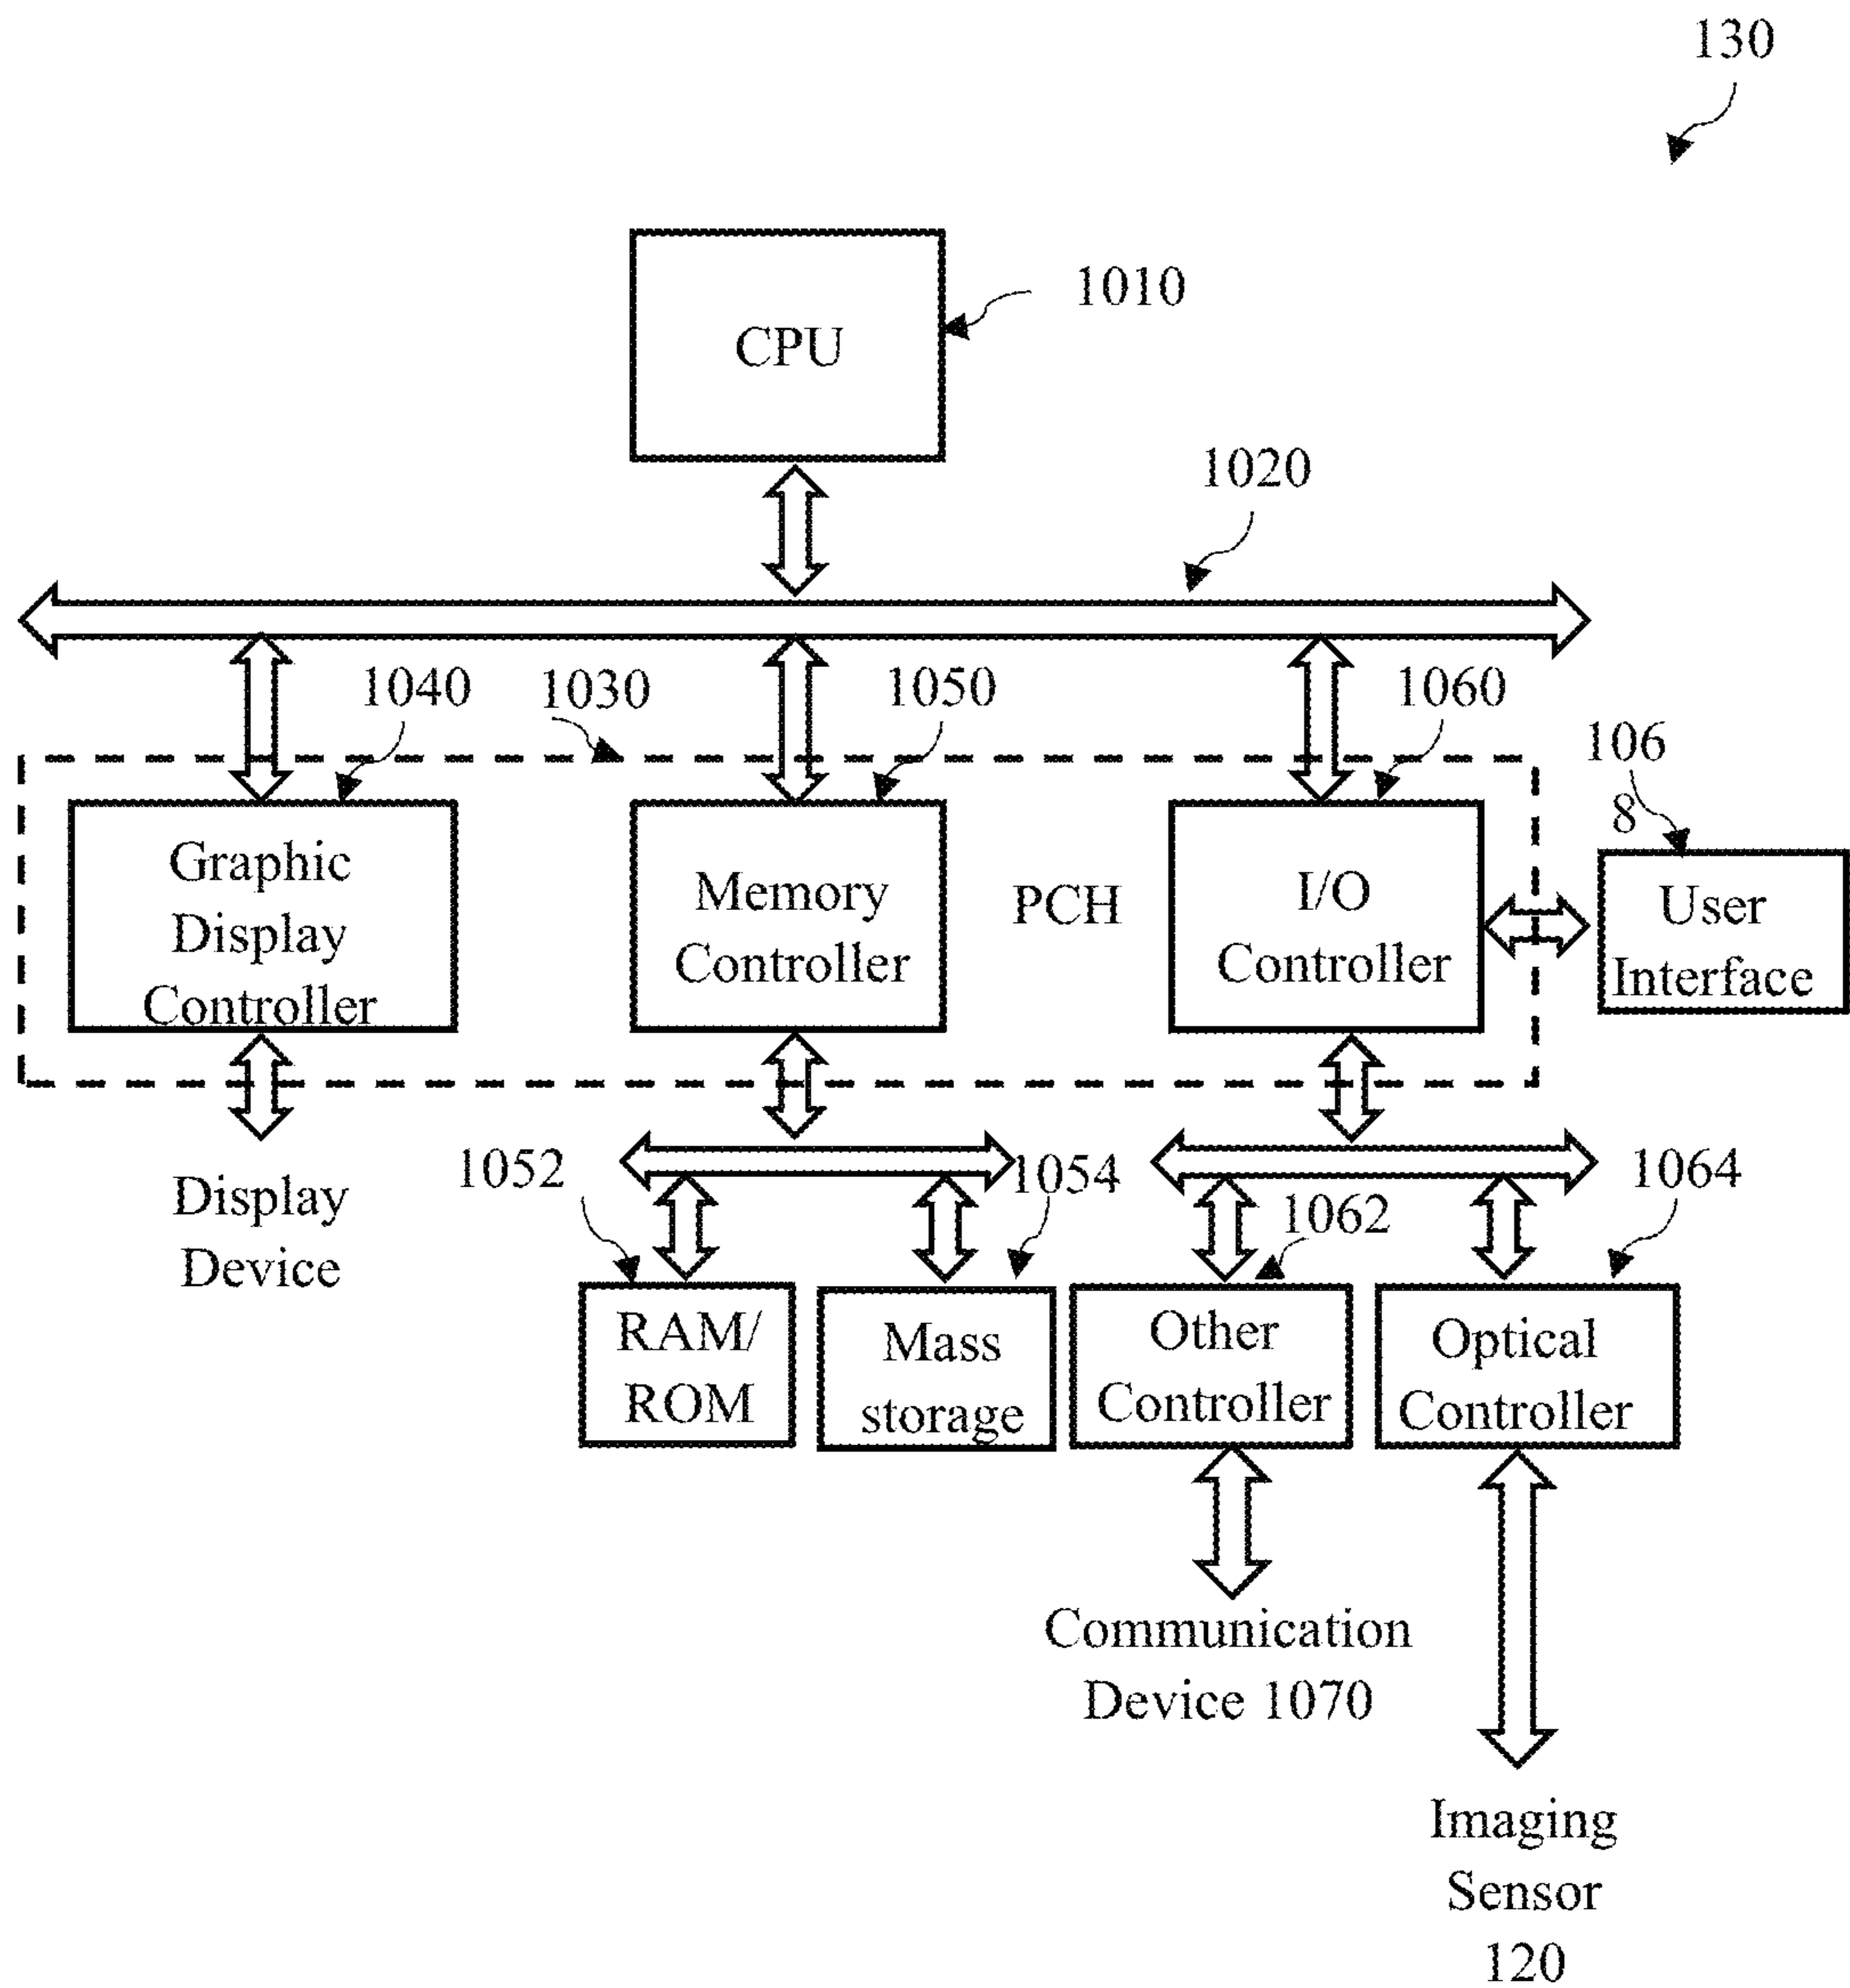 130
CPU
1010
1020
1040
1030
1050
1060
106
8
Graphic
Display
Controller
Memory
Controller
PCH
I/O
Controller
User
Interface
Display
Device
1052
1054
1062
1064
RAM/
ROM
Mass
storage
Other
Controller
Optical
Controller
Communication
Device 1070
Imaging
Sensor
120